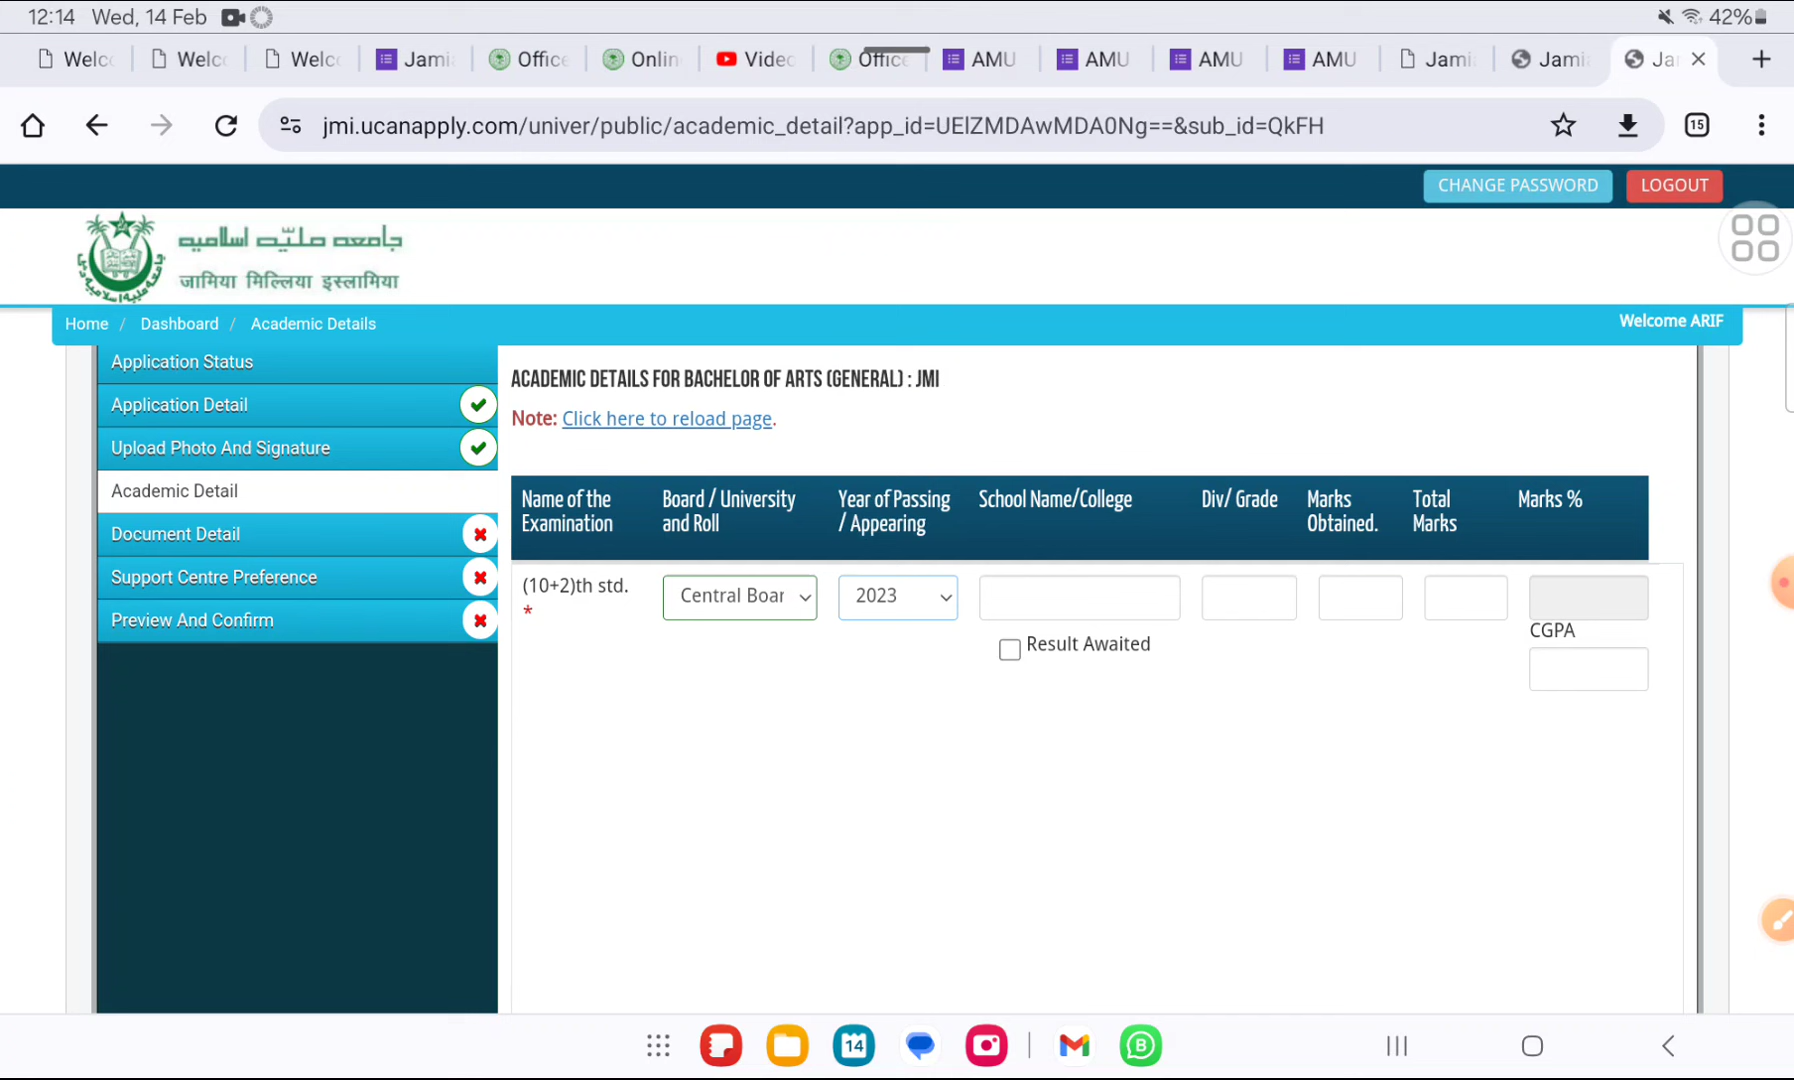 12:14 Wed, 14 Feb 42%
Welc Welc Welc Jami Office Onlin Videc Office AMU AMU AMU AMU Jami Jami Ja
jmi.ucanapply.com/univer/public/academic_detail?app_id=UElZMDAwMDA0Ng==&sub_id=QkFH 15
CHANGE PASSWORD LOGOUT
جامعه ملیّه اسلامیه
जामिया मिल्लिया इस्लामिया
Home / Dashboard / Academic Details Welcome ARIF
Application Status
Application Detail
Upload Photo And Signature
Academic Detail
Document Detail
Support Centre Preference
Preview And Confirm
ACADEMIC DETAILS FOR BACHELOR OF ARTS (GENERAL) : JMI
Note: Click here to reload page.
Name of the Examination Board / University and Roll Year of Passing / Appearing School Name/College Div/ Grade Marks Obtained. Total Marks Marks %
(10+2)th std. * Central Boar 2023
Result Awaited
CGPA
14